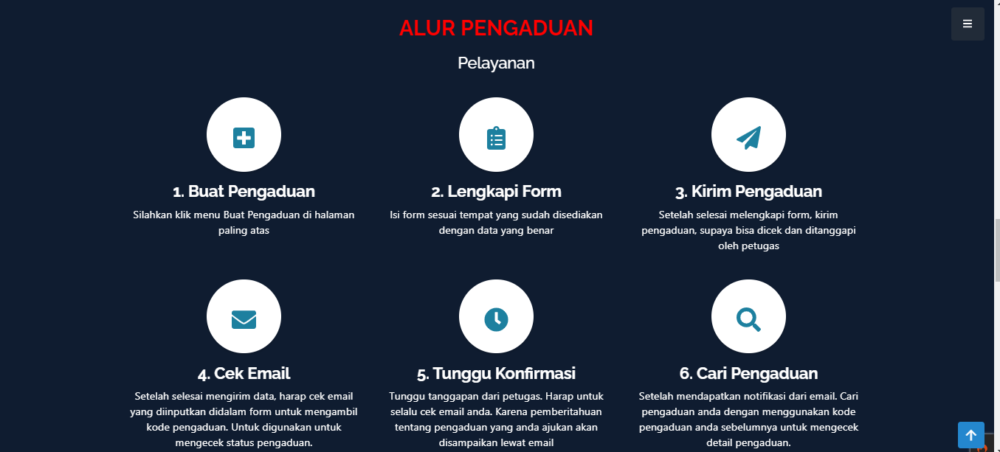 ALUR PENGADUAN
Pelayanan
1. Buat Pengaduan
Silahkan klik menu Buat Pengaduan di halaman
paling atas
2. Lengkapi Form
Isi form sesuai tempat yang sudah disediakan
dengan data yang benar
3. Kirim Pengaduan
Setelah selesai melengkapi form, kirim
pengaduan, supaya bisa dicek dan ditanggapi
oleh petugas
4. Cek Email
Setelah selesai mengirim data, harap cek email
yang diinputkan didalam form untuk mengambil
kode pengaduan. Untuk digunakan untuk
mengecek status pengaduan.
5. Tunggu Konfirmasi
Tunggu tanggapan dari petugas. Harap untuk
selalu cek email anda. Karena pemberitahuan
tentang pengaduan yang anda ajukan akan
disampaikan lewat email
6. Cari Pengaduan
Setelah mendapatkan notifikasi dari email. Cari
pengaduan anda dengan menggunakan kode
pengaduan anda sebelumnya untuk mengecek
detail pengaduan.